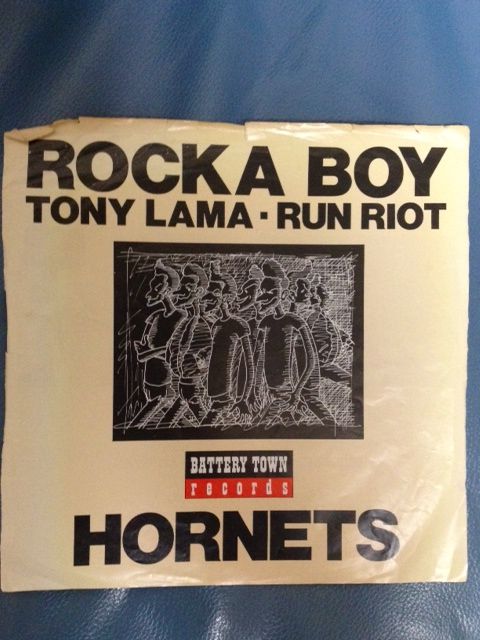 ROCKA BOY
TONY LAMA · RUN RIOT
BATTERY TOWN
records
HORNETS